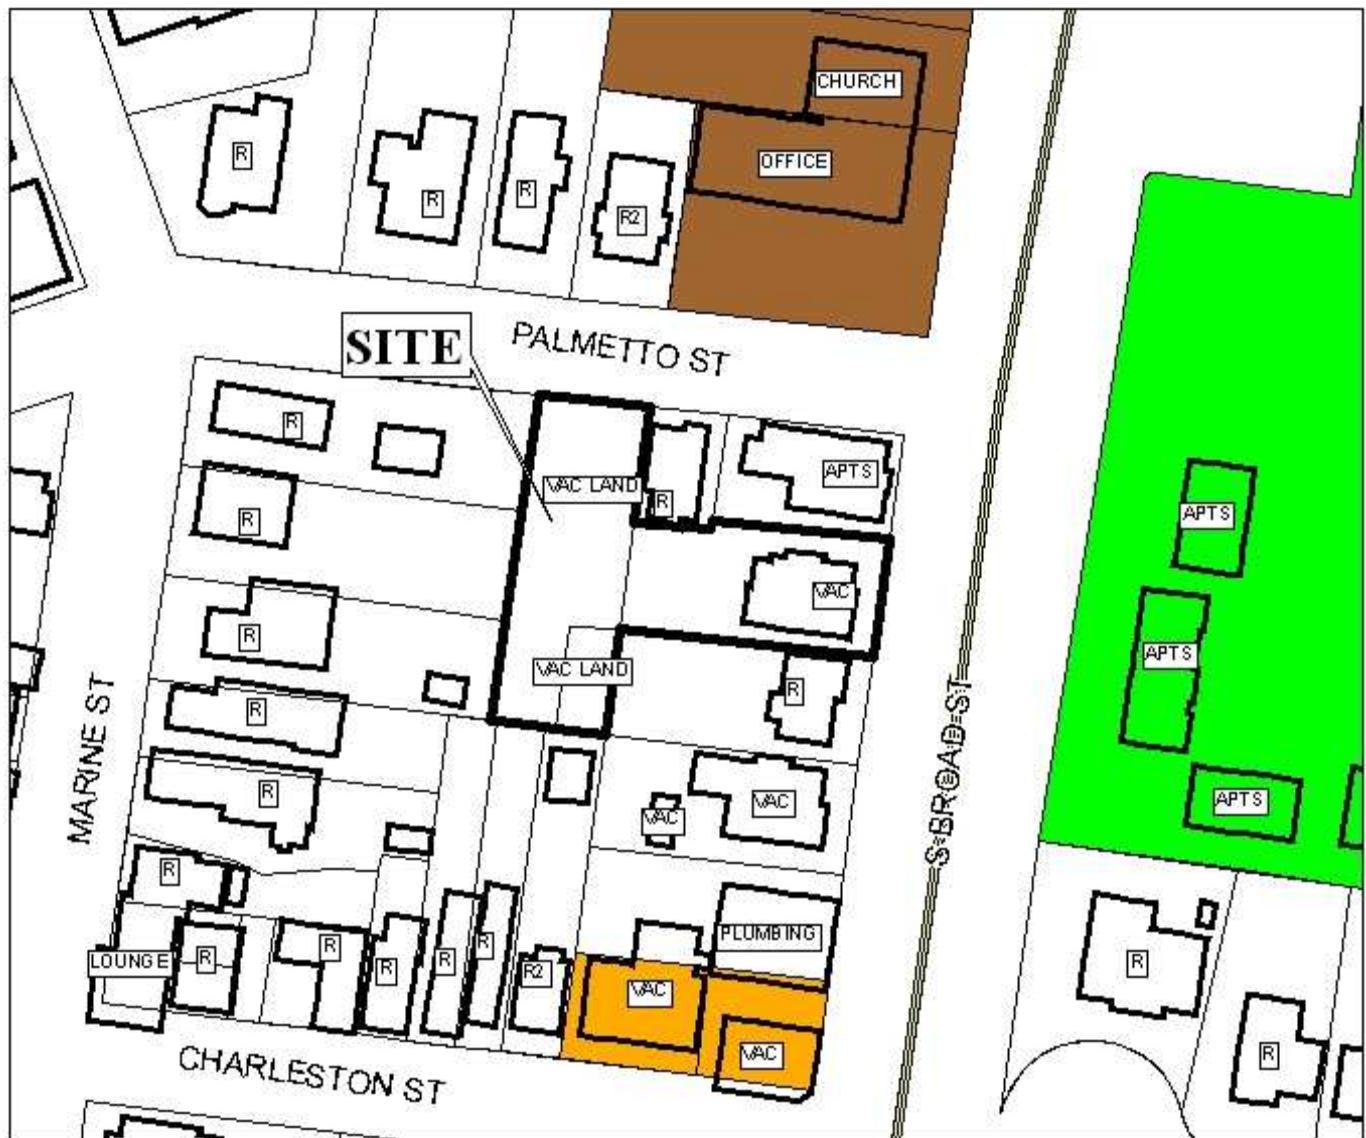 CHURCH
OFFICE
R
R
R
R2
SITE
PALMETTO ST
R
APTS
VAC LAND
R
R
APTS
VAC
R
APTS
VAC LAND
R
R
MARINE ST
S BROAD ST
R
VAC
APTS
VAC
R
PLUMBING
LOUNGE
R
R
R
R
R
R2
VAC
R
VAC
R
CHARLESTON ST